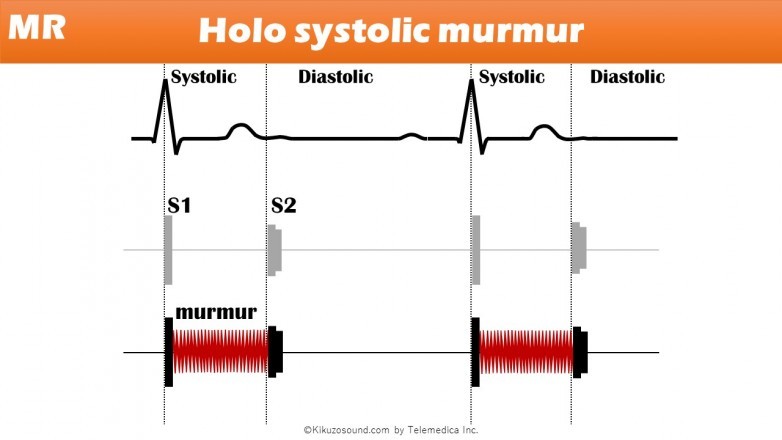 MR
Holo systolic murmur
Systolic Diastolic Systolic Diastolic
S1 S2
murmur
©Kikuzosound.com by Telemedica Inc.